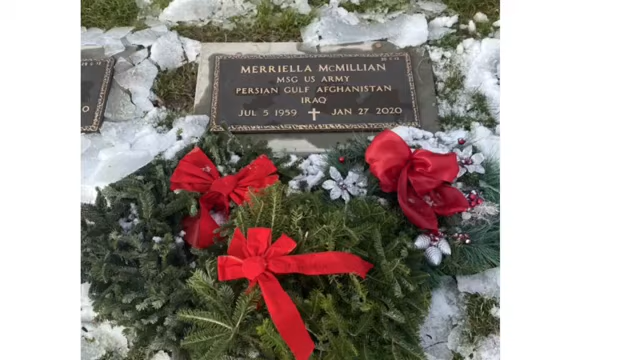 MERRIELLA MCMILLIAN
MSG US ARMY
PERSIAN GULF AFGHANISTAN
IRAQ
JUL 5 1959 JAN 27 2020